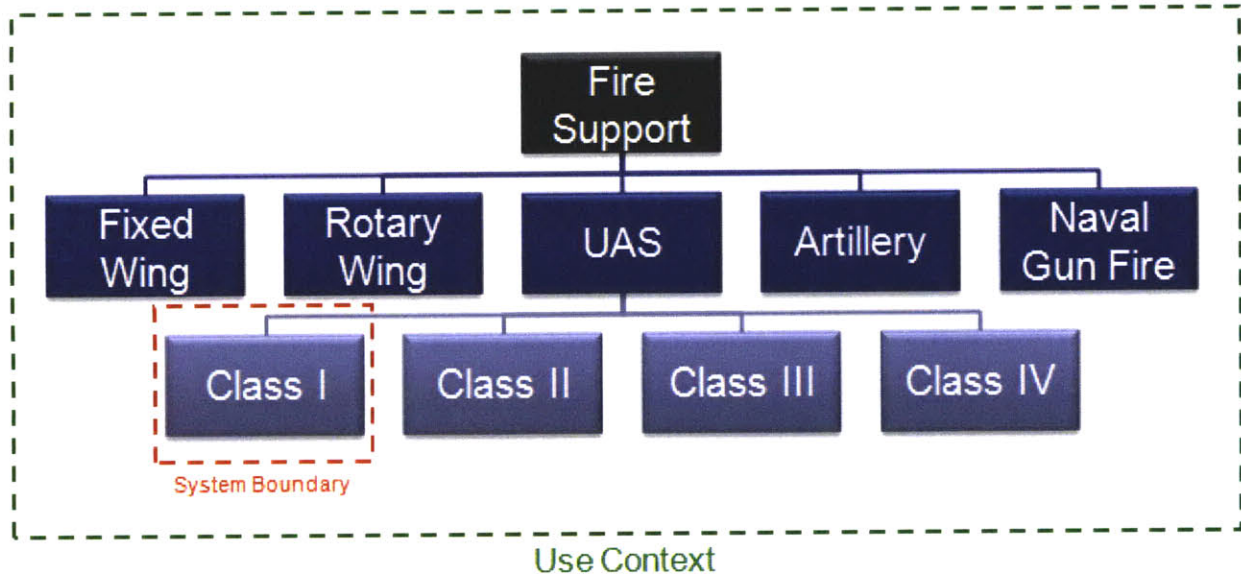 Fire
Support
Fixed
Wing
Rotary
Wing
UAS
Artillery
Naval
Gun Fire
Class I
Class II
Class III
Class IV
System Boundary
Use Context